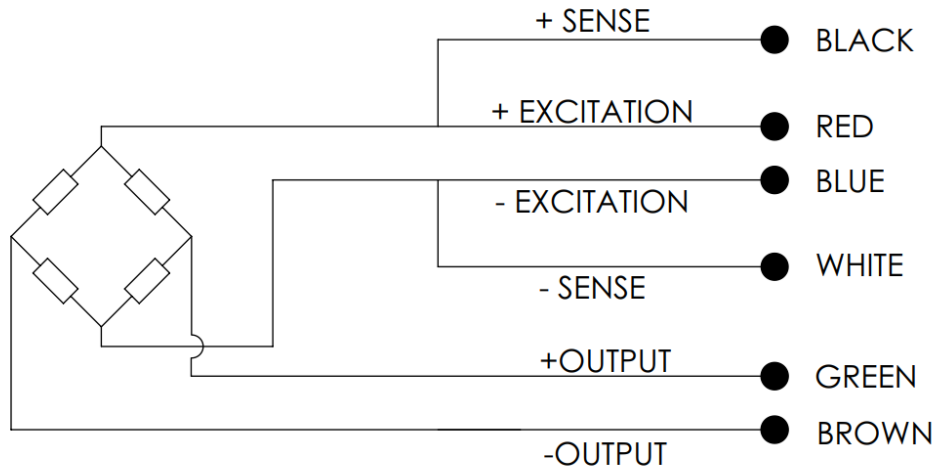 + SENSE BLACK
+ EXCITATION RED
- EXCITATION BLUE
- SENSE WHITE
+OUTPUT GREEN
-OUTPUT BROWN